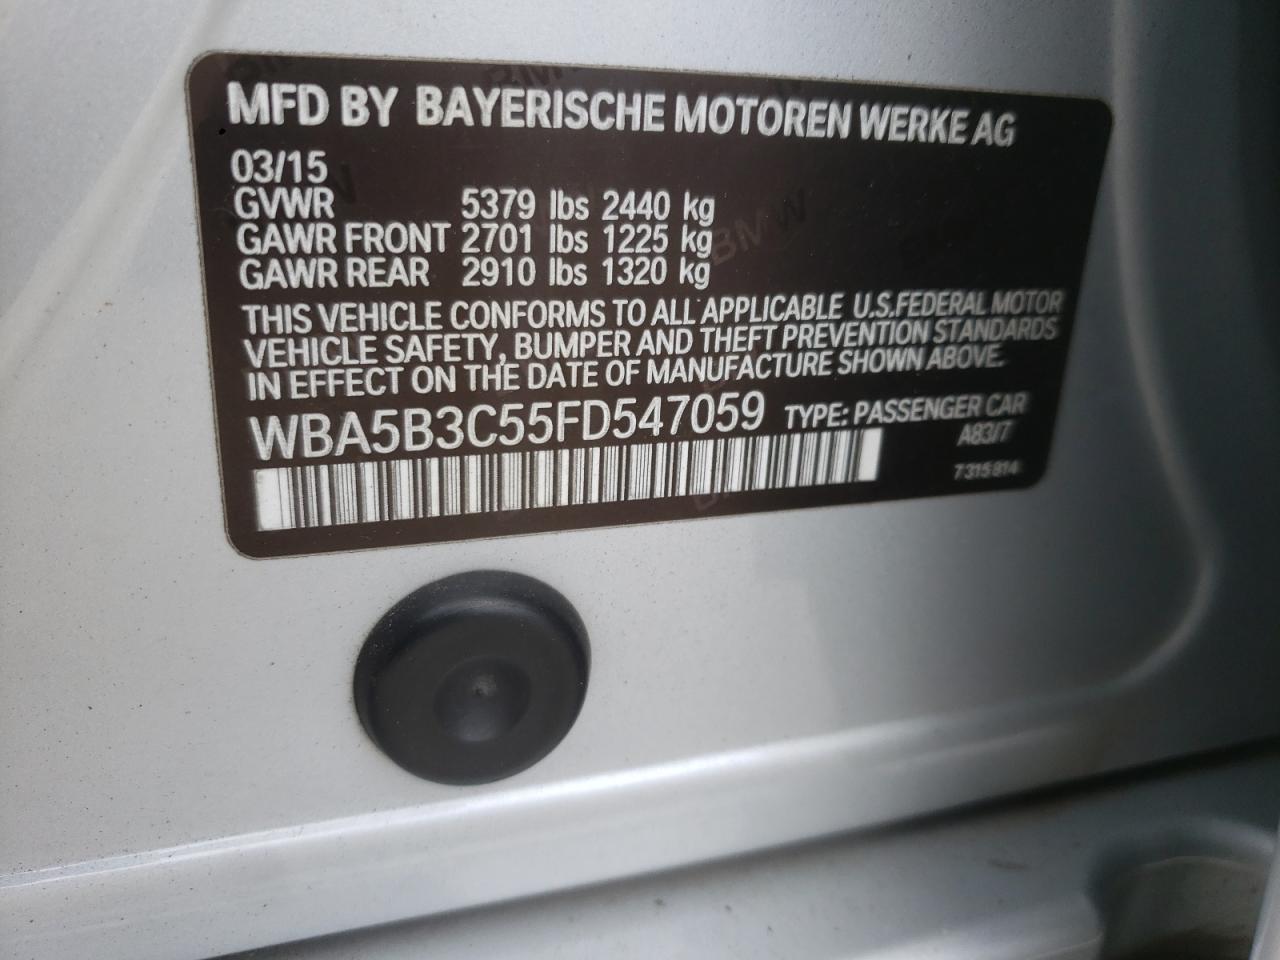 MFD BY BAYERISCHE MOTOREN WERKE AG
03/15
GVWR 5379 lbs 2440 kg
GAWR FRONT 2701 lbs 1225 kg
GAWR REAR 2910 lbs 1320 kg
THIS VEHICLE CONFORMS TO ALL APPLICABLE U.S.FEDERAL MOTOR
VEHICLE SAFETY, BUMPER AND THEFT PREVENTION STANDARDS
IN EFFECT ON THE DATE OF MANUFACTURE SHOWN ABOVE.
WBA5B3C55FD547059 TYPE: PASSENGER CAR
A83/7
7315814